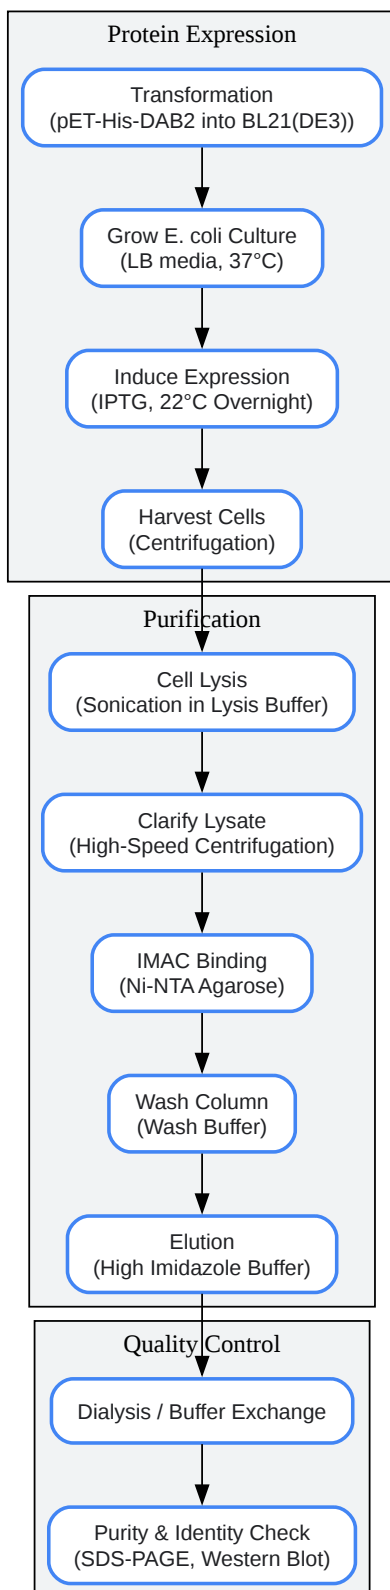 Protein Expression
Transformation
(pET-His-DAB2 into BL21(DE3))
Grow E. coli Culture
(LB media, 37°C)
Induce Expression
(IPTG, 22°C Overnight)
Harvest Cells
(Centrifugation)
Purification
Cell Lysis
(Sonication in Lysis Buffer)
Clarify Lysate
(High-Speed Centrifugation)
IMAC Binding
(Ni-NTA Agarose)
Wash Column
(Wash Buffer)
Elution
(High Imidazole Buffer)
Quality Control
Dialysis / Buffer Exchange
Purity & Identity Check
(SDS-PAGE, Western Blot)